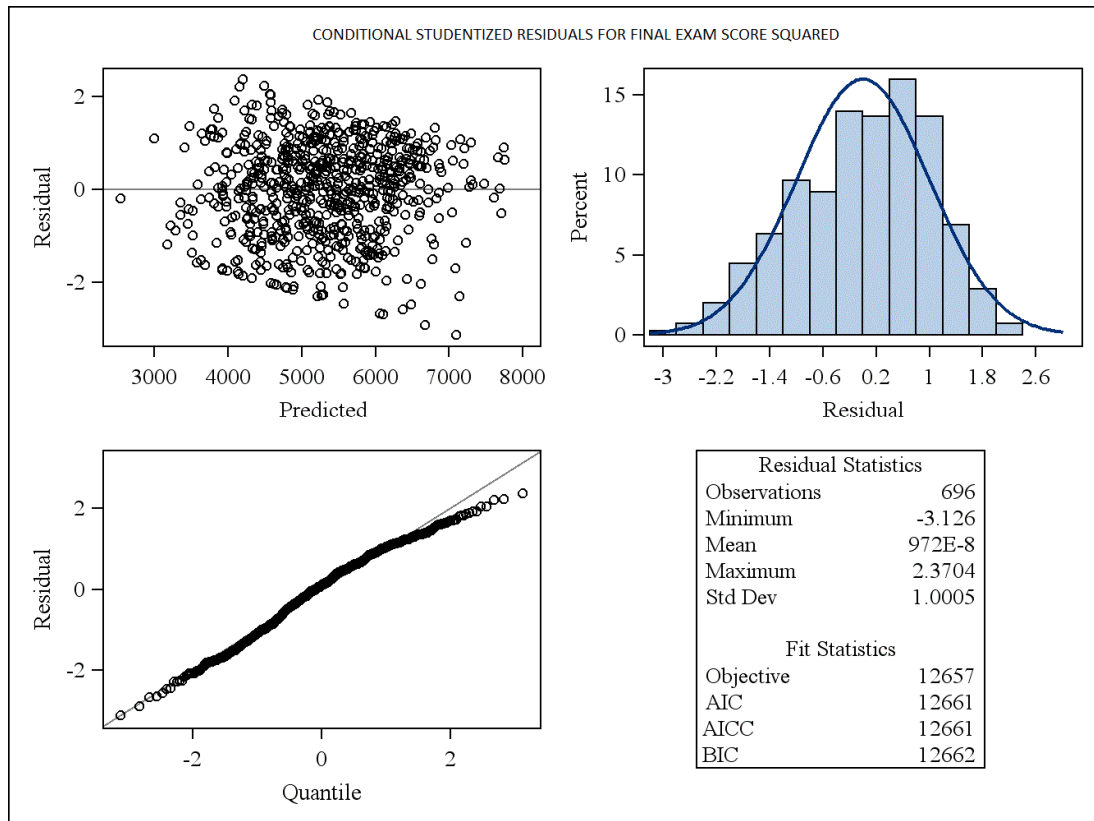 CONDITIONAL STUDENTIZED RESIDUALS FOR FINAL EXAM SCORE SQUARED
2
0
-2
Residual
3000 4000 5000 6000 7000 8000
Predicted
15
10
5
0
Percent
-3 -2.2 -1.4 -0.6 0.2 1 1.8 2.6
Residual
2
0
-2
Residual
-2 0 2
Quantile
Residual Statistics
Observations 696
Minimum -3.126
Mean 972E-8
Maximum 2.3704
Std Dev 1.0005
Fit Statistics
Objective 12657
AIC 12661
AICC 12661
BIC 12662